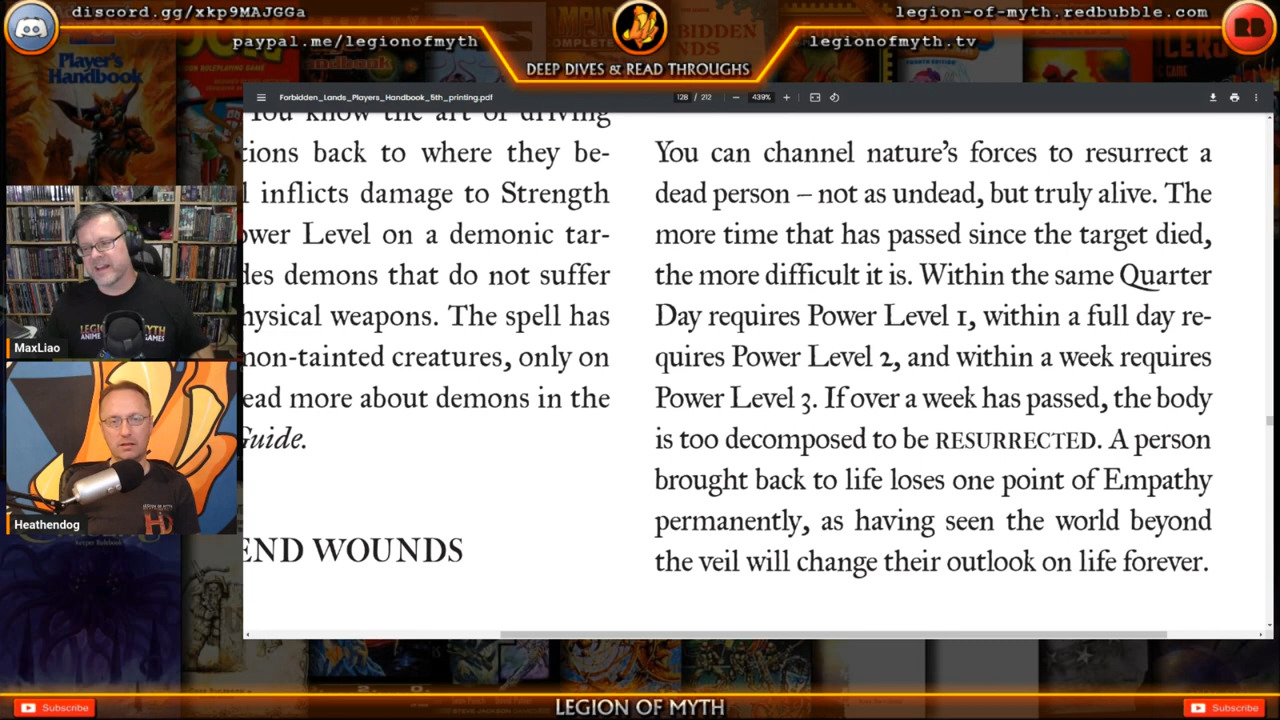 discord.gg/xkp9MAJGGa
paypal.me/legionofmyth
DEEP DIVES & READ THROUGHS
legion-of-myth.redbubble.com
legionofmyth.tv
Player's
Handbook
Forbidden_Lands_Players_Handbook_5th_printing.pdf
128 / 212
439%
You know the art of driving
tions back to where they be-
l inflicts damage to Strength
ower Level on a demonic tar-
des demons that do not suffer
hysical weapons. The spell has
mon-tainted creatures, only on
ead more about demons in the
Guide.
END WOUNDS
You can channel nature's forces to resurrect a
dead person – not as undead, but truly alive. The
more time that has passed since the target died,
the more difficult it is. Within the same Quarter
Day requires Power Level 1, within a full day re-
quires Power Level 2, and within a week requires
Power Level 3. If over a week has passed, the body
is too decomposed to be RESURRECTED. A person
brought back to life loses one point of Empathy
permanently, as having seen the world beyond
the veil will change their outlook on life forever.
MaxLiao
Heathendog
Subscribe
LEGION OF MYTH
Subscribe